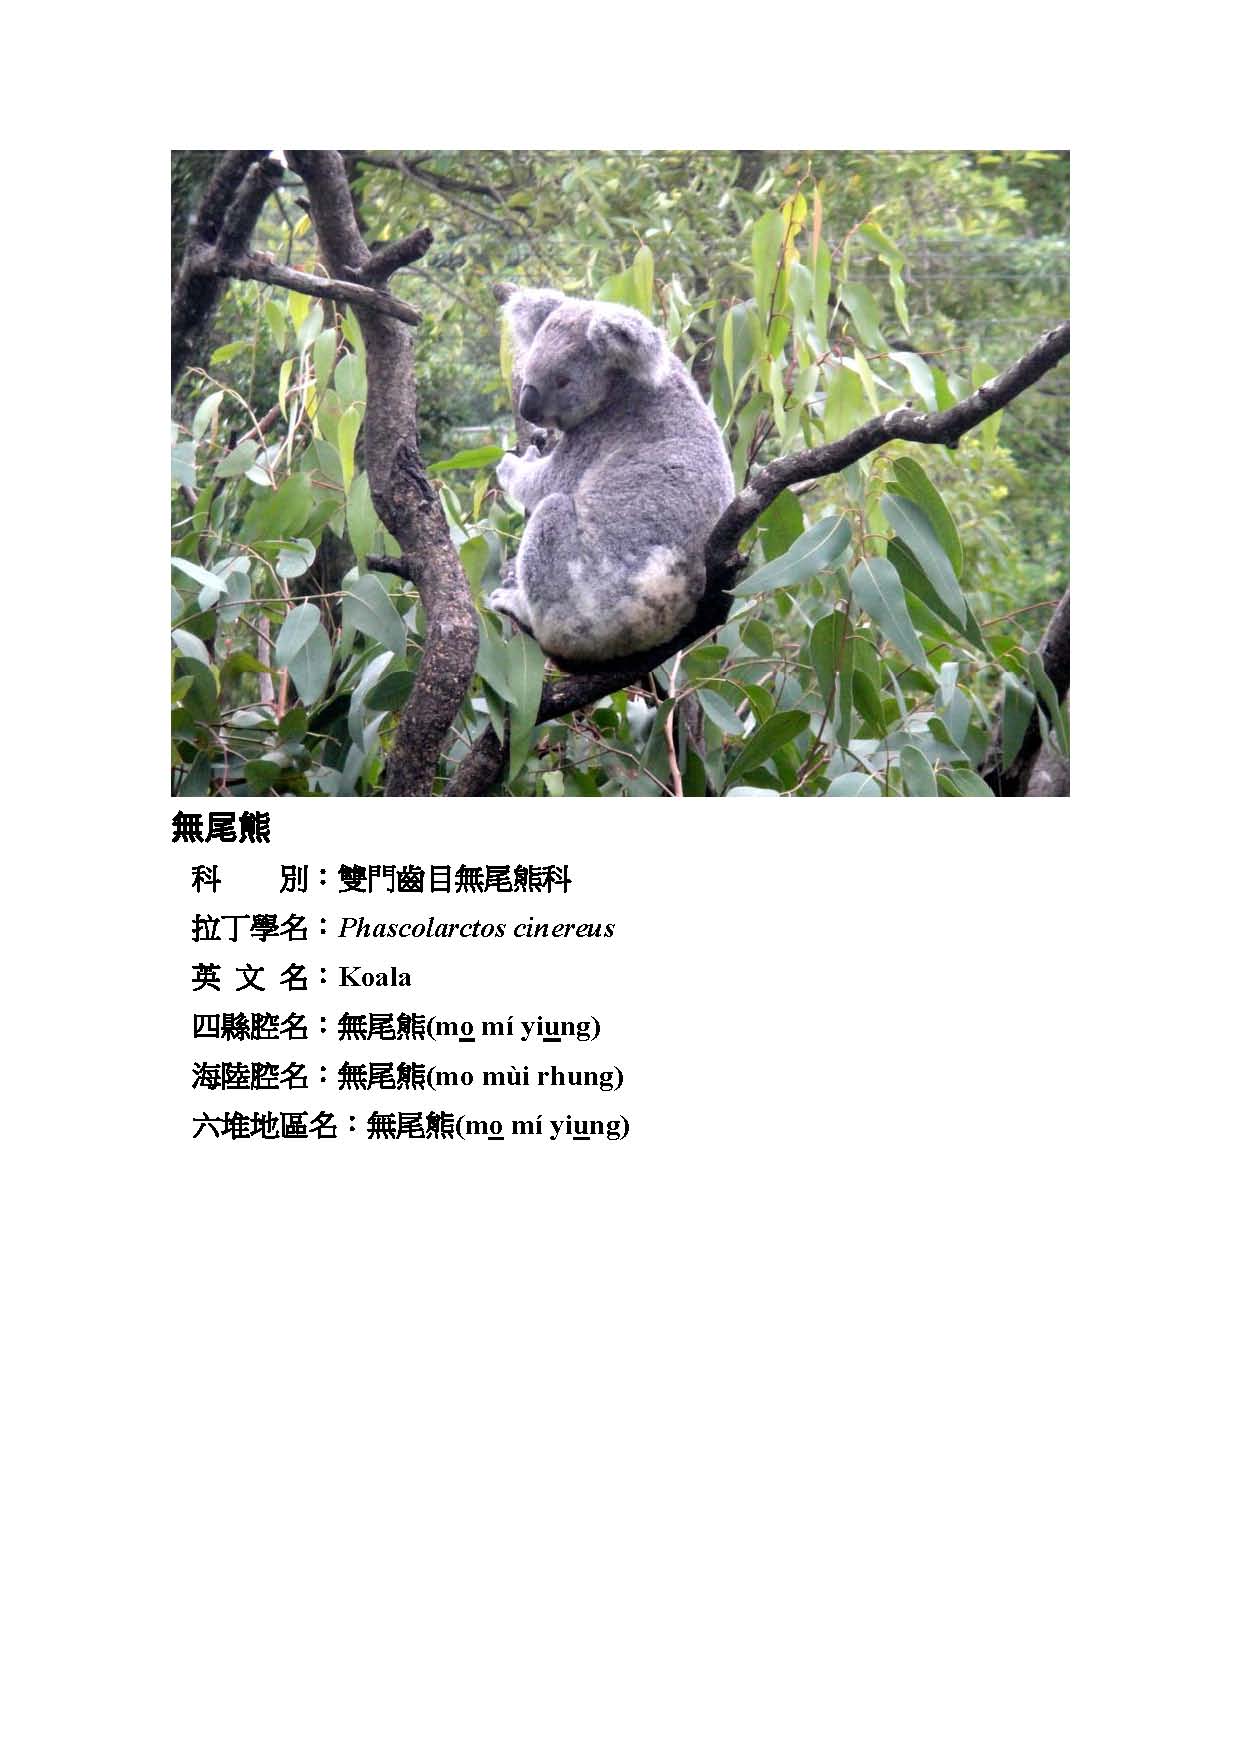 無尾熊
科　　別：雙門齒目無尾熊科
拉丁學名：Phascolarctos cinereus
英 文 名：Koala
四縣腔名：無尾熊(mo̲ mí yiu̲ng)
海陸腔名：無尾熊(mo mùi rhung)
六堆地區名：無尾熊(mo̲ mí yiu̲ng)